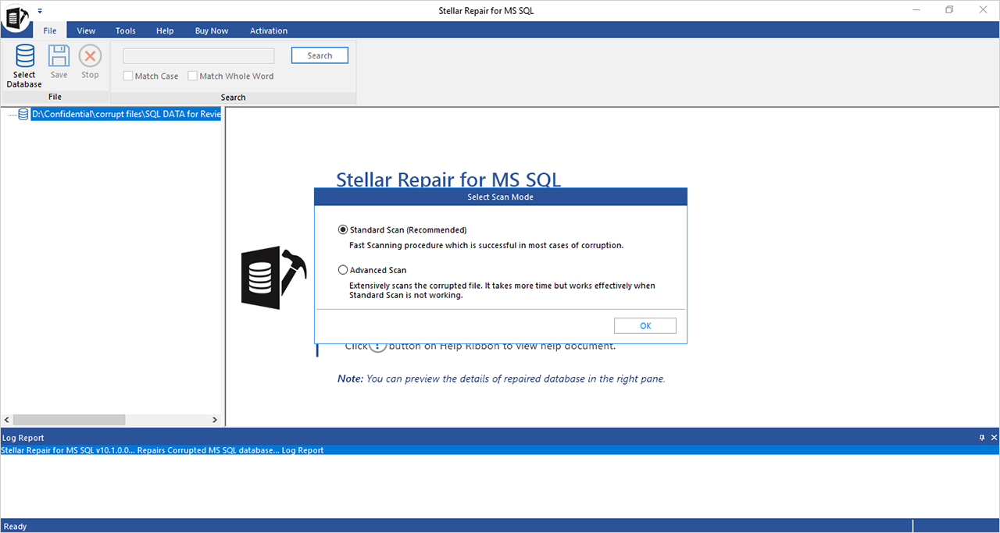 Stellar Repair for MS SQL
File View Tools Help Buy Now Activation
Select Database
Save
Stop
File
Search
Match Case
Match Whole Word
Search
D:\Confidential\corrupt files\SQL DATA for Revie
Stellar Repair for MS SQL
Select Scan Mode
Standard Scan (Recommended)
Fast Scanning procedure which is successful in most cases of corruption.
Advanced Scan
Extensively scans the corrupted file. It takes more time but works effectively when
Standard Scan is not working.
OK
Click button on Help Ribbon to view help document.
Note: You can preview the details of repaired database in the right pane.
Log Report
Stellar Repair for MS SQL v10.1.0.0... Repairs Corrupted MS SQL database... Log Report
Ready